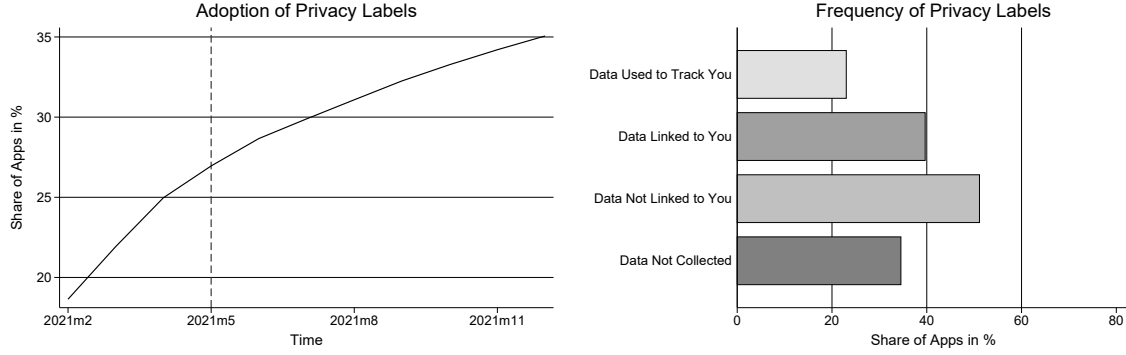 Adoption of Privacy Labels
Share of Apps in %
35
30
25
20
2021m2
2021m5
2021m8
2021m11
Time
Frequency of Privacy Labels
Data Used to Track You
Data Linked to You
Data Not Linked to You
Data Not Collected
0
20
40
60
80
Share of Apps in %